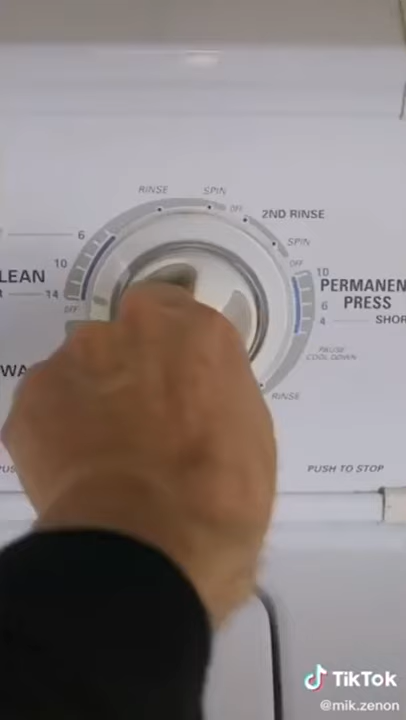 RINSE
SPIN
OFF
2ND RINSE
SPIN
OFF
6
10
LEAN
14
OFF
10
PERMANEN
PRESS
6
4
SHOR
PAUSE
COOL DOWN
WA
RINSE
PUSH TO STOP
TikTok
@mik.zenon